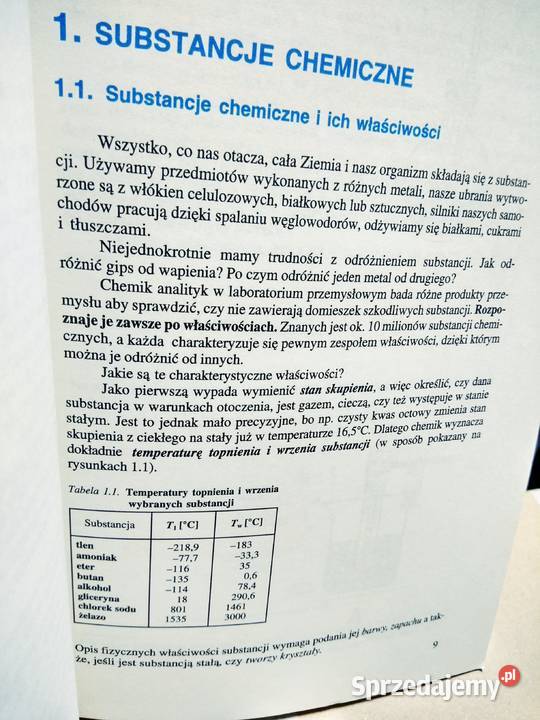 1. SUBSTANCJE CHEMICZNE
1.1. Substancje chemiczne i ich właściwości
Wszystko, co nas otacza, cała Ziemia i nasz organizm składają się z substan-
cji. Używamy przedmiotów wykonanych z różnych metali, nasze ubrania wytwo-
rzone są z włókien celulozowych, białkowych lub sztucznych, silniki naszych samo-
chodów pracują dzięki spalaniu węglowodorów, odżywiamy się białkami, cukrami
i tłuszczami.
Niejednokrotnie mamy trudności z odróżnieniem substancji. Jak od-
różnić gips od wapienia? Po czym odróżnić jeden metal od drugiego?
Chemik analityk w laboratorium przemysłowym bada różne produkty prze-
mysłu aby sprawdzić, czy nie zawierają domieszek szkodliwych substancji. Rozpo-
znaje je zawsze po właściwościach. Znanych jest ok. 10 milionów substancji chemi-
cznych, a każda charakteryzuje się pewnym zespołem właściwości, dzięki którym
można je odróżnić od innych.
Jakie są te charakterystyczne właściwości?
Jako pierwszą wypada wymienić stan skupienia, a więc określić, czy dana
substancja w warunkach otoczenia, jest gazem, cieczą, czy też występuje w stanie
stałym. Jest to jednak mało precyzyjne, bo np. czysty kwas octowy zmienia stan
skupienia z ciekłego na stały już w temperaturze 16,5°C. Dlatego chemik wyznacza
dokładnie temperaturę topnienia i wrzenia substancji (w sposób pokazany na
rysunkach 1.1).
Tabela 1.1. Temperatury topnienia i wrzenia
wybranych substancji
Substancja T_t [°C] T_w [°C]
tlen -218,9 -183
amoniak -77,7 -33,3
eter -116 35
butan -135 0,6
alkohol -114 78,4
gliceryna 18 290,6
chlorek sodu 801 1461
żelazo 1535 3000
Opis fizycznych właściwości substancji wymaga podania jej barwy, zapachu a tak-
że, jeśli jest substancją stałą, czy tworzy kryształy.
9
Sprzedajemy.pl